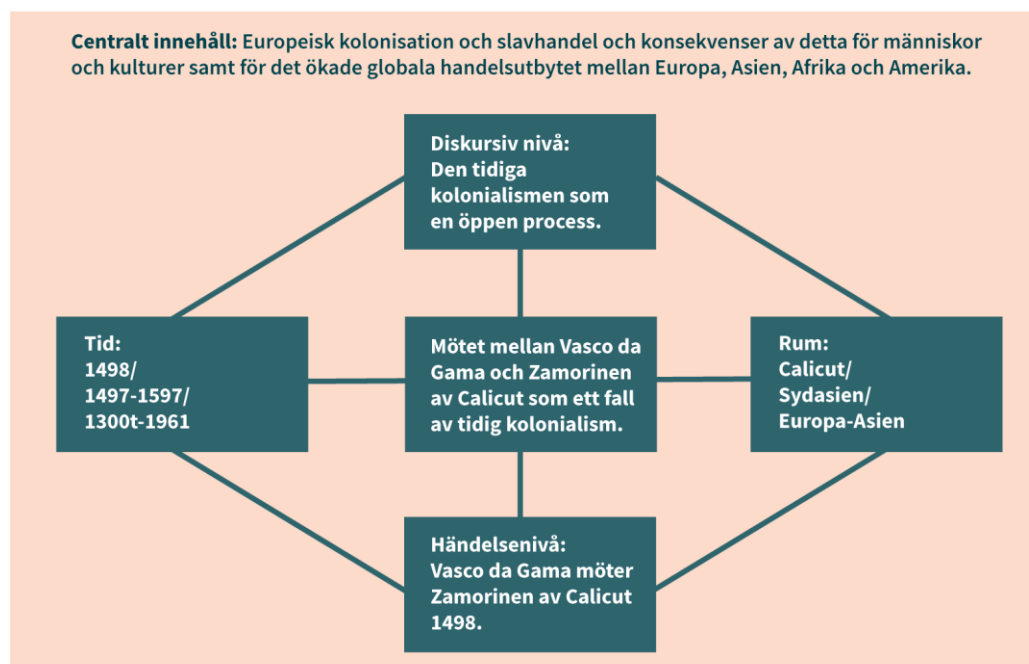 Centralt innehåll: Europeisk kolonisation och slavhandel och konsekvenser av detta för människor
och kulturer samt för det ökade globala handelsutbytet mellan Europa, Asien, Afrika och Amerika.
Diskursiv nivå:
Den tidiga
kolonialismen som
en öppen process.
Tid:
1498/
1497-1597/
1300t-1961
Mötet mellan Vasco da
Gama och Zamorinen
av Calicut som ett fall
av tidig kolonialism.
Rum:
Calicut/
Sydasien/
Europa-Asien
Händelsenivå:
Vasco da Gama möter
Zamorinen av Calicut
1498.